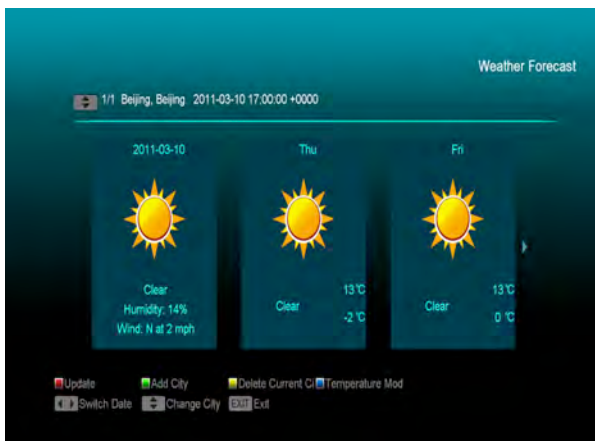 Weather Forecast
1/1 Beijing, Beijing 2011-03-10 17:00:00 +0000
2011-03-10 Thu Fri
Clear
Humidity: 14%
Wind: N at 2 mph
Clear 13℃
-2 ℃
Clear 13℃
0 ℃
Update Add City Delete Current Ci Temperature Mod
Switch Date Change City EXIT Exit